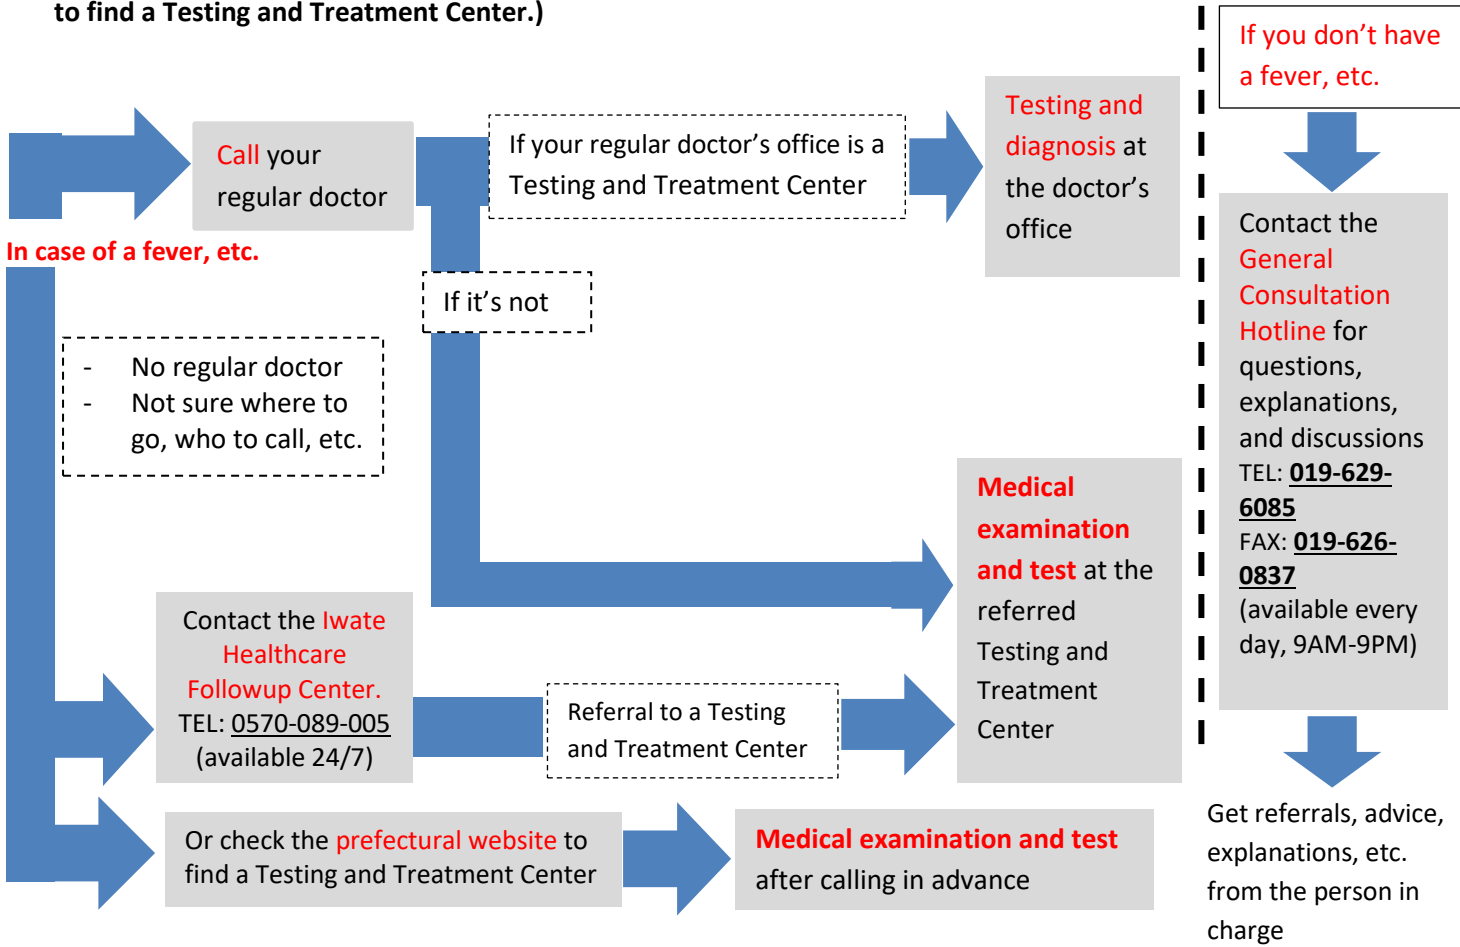 to find a Testing and Treatment Center.)
Call your
regular doctor
If your regular doctor’s office is a
Testing and Treatment Center
Testing and
diagnosis at
the doctor’s
office
In case of a fever, etc.
If it’s not
- No regular doctor
- Not sure where to
go, who to call, etc.
Medical
examination
and test at the
referred
Testing and
Treatment
Center
Contact the Iwate
Healthcare
Followup Center.
TEL: 0570-089-005
(available 24/7)
Referral to a Testing
and Treatment Center
Or check the prefectural website to
find a Testing and Treatment Center
Medical examination and test
after calling in advance
If you don’t have
a fever, etc.
Contact the
General
Consultation
Hotline for
questions,
explanations,
and discussions
TEL: 019-629-
6085
FAX: 019-626-
0837
(available every
day, 9AM-9PM)
Get referrals, advice,
explanations, etc.
from the person in
charge